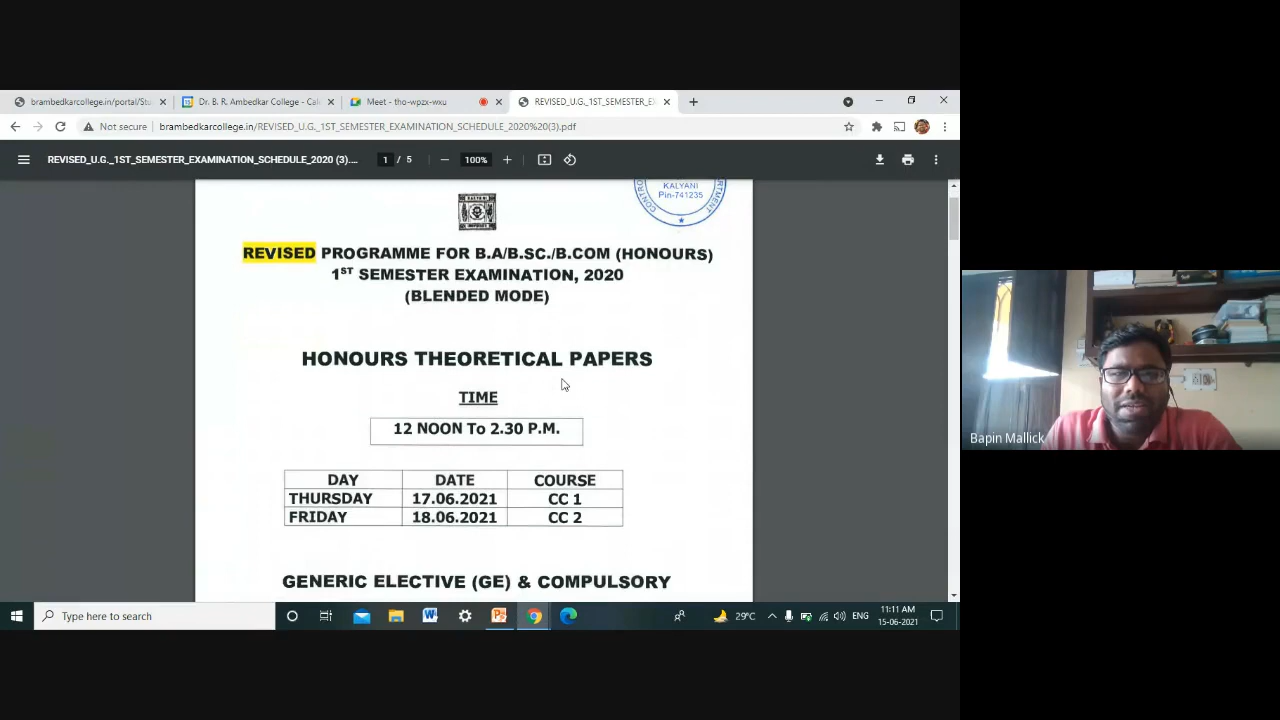 brambedkarcollege.in/portal/Stu
Dr. B. R. Ambedkar College - Cal
Meet - tho-wpzx-wxu
REVISED_U.G._1ST_SEMESTER_EX
Not secure
brambedkarcollege.in/REVISED_U.G._1ST_SEMESTER_EXAMINATION_SCHEDULE_2020%20(3).pdf
REVISED_U.G._1ST_SEMESTER_EXAMINATION_SCHEDULE_2020 (3)....
1 / 5
100%
KALYANI
Pin-741235
REVISED PROGRAMME FOR B.A/B.SC./B.COM (HONOURS)
1ST SEMESTER EXAMINATION, 2020
(BLENDED MODE)
HONOURS THEORETICAL PAPERS
TIME
12 NOON To 2.30 P.M.
DAY DATE COURSE
THURSDAY 17.06.2021 CC 1
FRIDAY 18.06.2021 CC 2
GENERIC ELECTIVE (GE) & COMPULSORY
Bapin Mallick
Type here to search
29°C
ENG
11:11 AM
15-06-2021